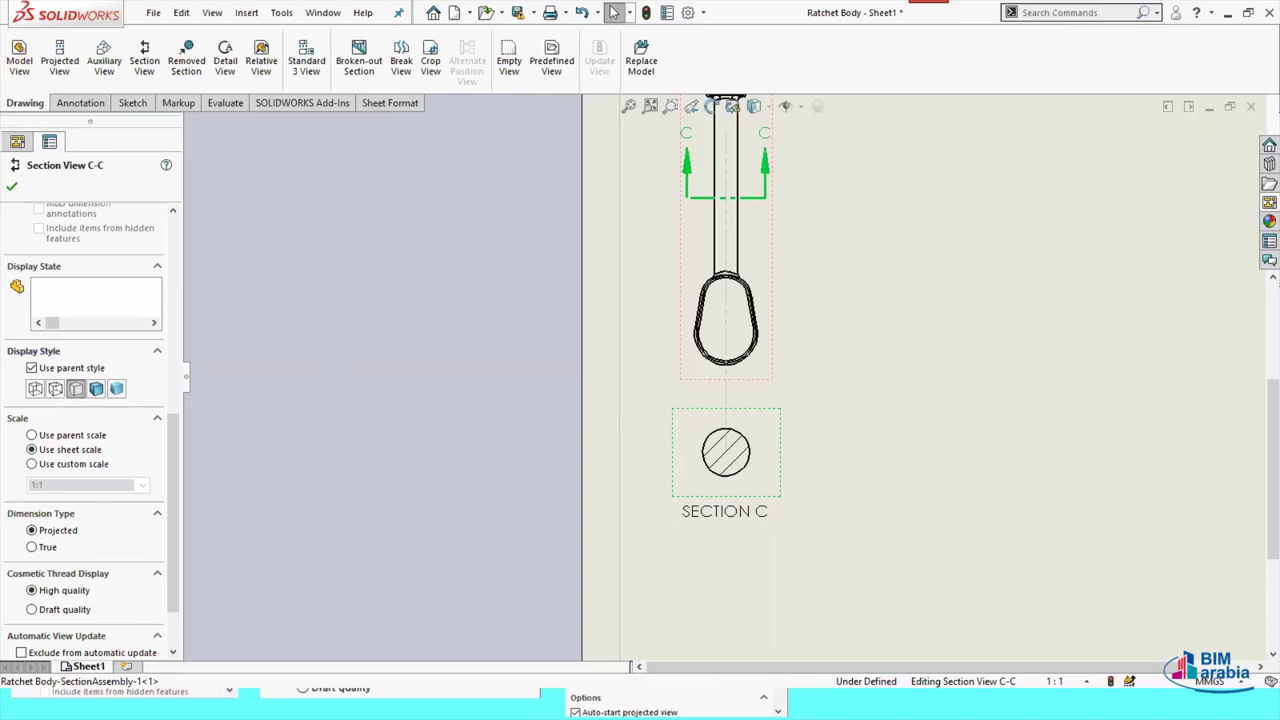 SOLIDWORKS File Edit View Insert Tools Window Help Ratchet Body - Sheet1 * Search Commands
Model View
Projected View
Auxiliary View
Section View
Removed Section
Detail View
Relative View
Standard 3 View
Broken-out Section
Break View
Crop View
Alternate Position View
Empty View
Predefined View
Update View
Replace Model
Drawing Annotation Sketch Markup Evaluate SOLIDWORKS Add-Ins Sheet Format
Section View C-C
annotations
Include items from hidden
features
Display State
Display Style
Use parent style
Scale
Use parent scale
Use sheet scale
Use custom scale
1:1
Dimension Type
Projected
True
Cosmetic Thread Display
High quality
Draft quality
Automatic View Update
Exclude from automatic update
C C
SECTION C
Sheet1
Ratchet Body-SectionAssembly-1<1> Under Defined Editing Section View C-C 1 : 1 MMGS
BIM
arabia
Include items from hidden Draft quality
features
Options
Auto-start projected view